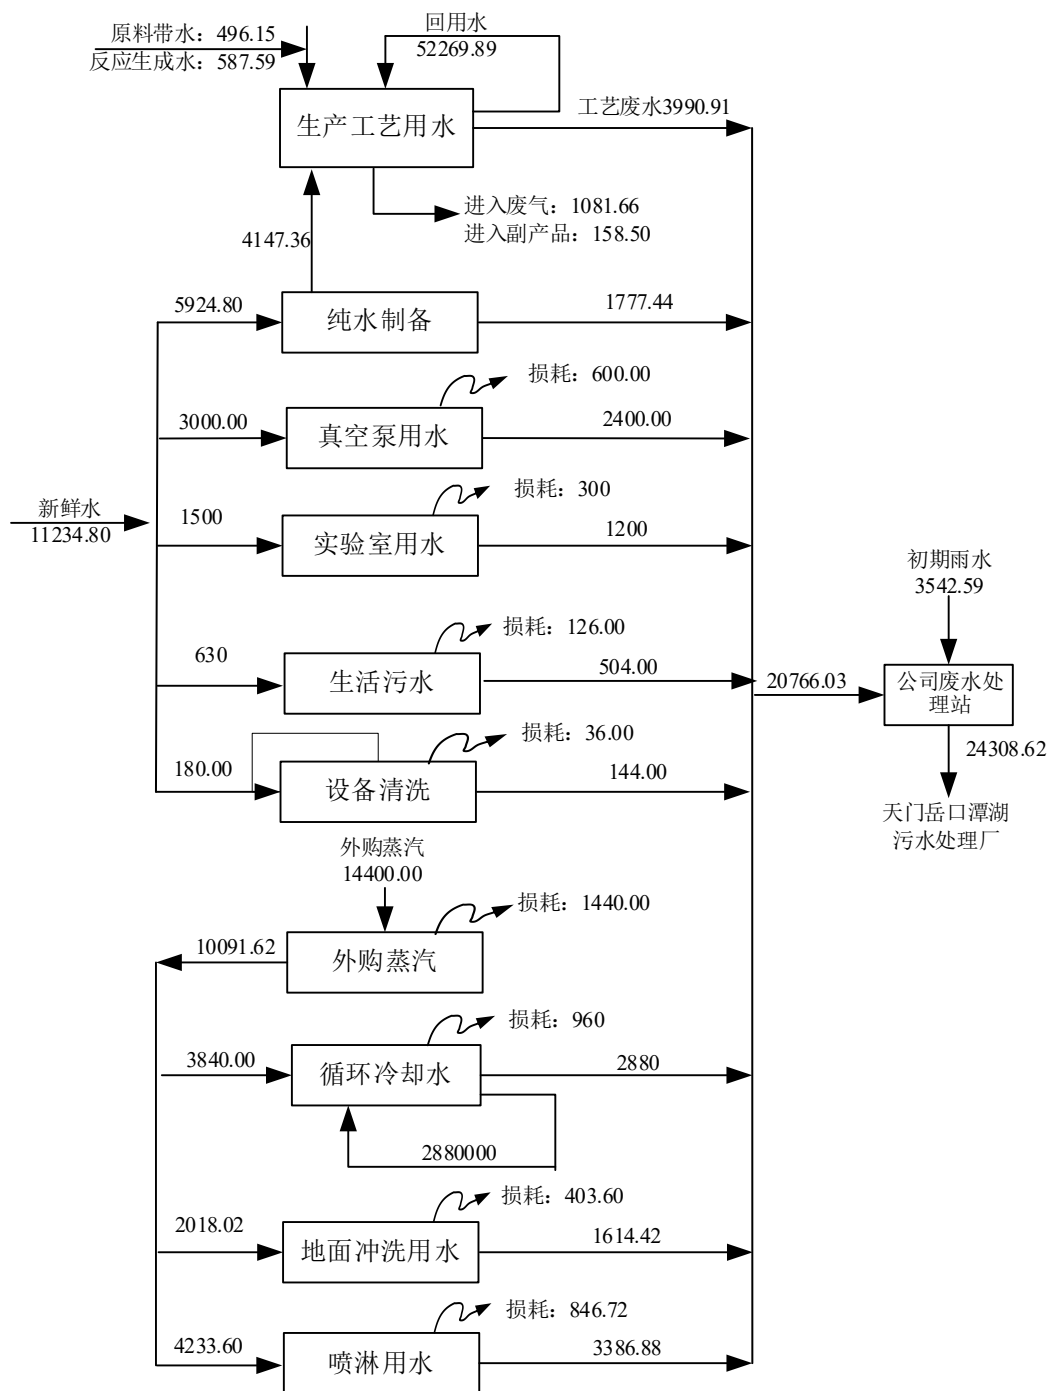 原料带水：496.15
反应生成水：587.59
回用水
52269.89
生产工艺用水
工艺废水3990.91
进入废气：1081.66
进入副产品：158.50
4147.36
5924.80
纯水制备
1777.44
损耗：600.00
3000.00
真空泵用水
2400.00
新鲜水
11234.80
损耗：300
1500
实验室用水
1200
初期雨水
3542.59
损耗：126.00
630
生活污水
504.00
20766.03
公司废水处
理站
损耗：36.00
180.00
设备清洗
144.00
24308.62
天门岳口潭湖
污水处理厂
外购蒸汽
14400.00
损耗：1440.00
10091.62
外购蒸汽
损耗：960
3840.00
循环冷却水
2880
2880000
损耗：403.60
2018.02
地面冲洗用水
1614.42
损耗：846.72
4233.60
喷淋用水
3386.88